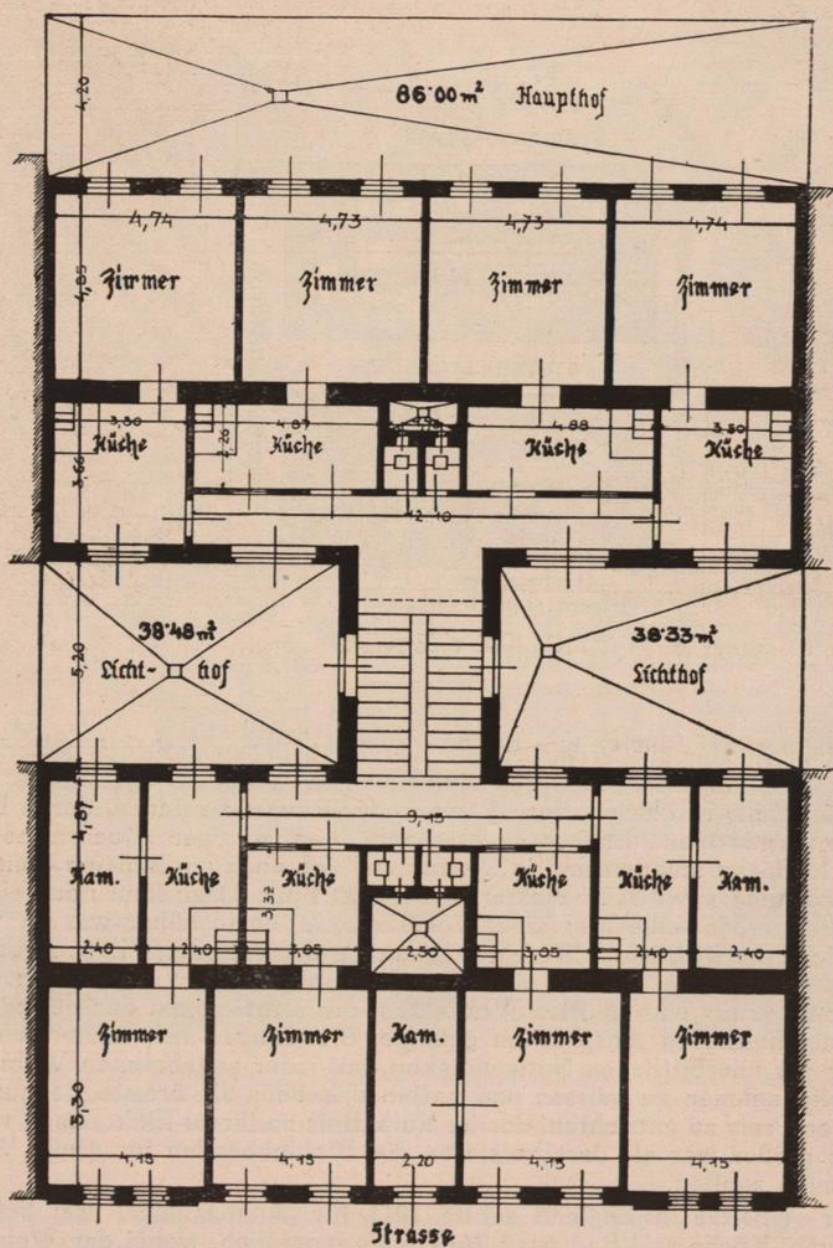 4,20
86·00 m² Haupthof
4,74 4,73 4,73 4,74
4,85
Zimmer Zimmer Zimmer Zimmer
3,30 4,87 4,88 3,50
Küche Küche Küche Küche
2,26
3,66
12·10
38·48 m² 38·33 m²
Licht- hof Lichthof
5,20
4,87
9,15
Kam. Küche Küche Küche Küche Kam.
3,32
2,40 2,40 3,05 2,50 3,05 2,40 2,40
Zimmer Zimmer Kam. Zimmer Zimmer
5,30
4,15 4,15 2,20 4,15 4,15
Strasse